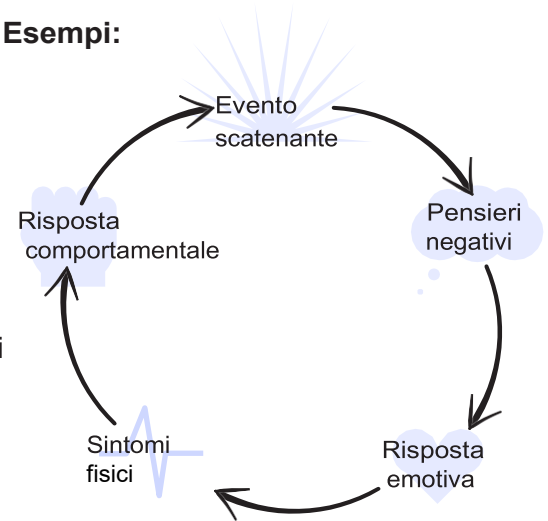 Esempi:
Evento
scatenante
Pensieri
negativi
Risposta
emotiva
Sintomi
fisici
Risposta
comportamentale
i